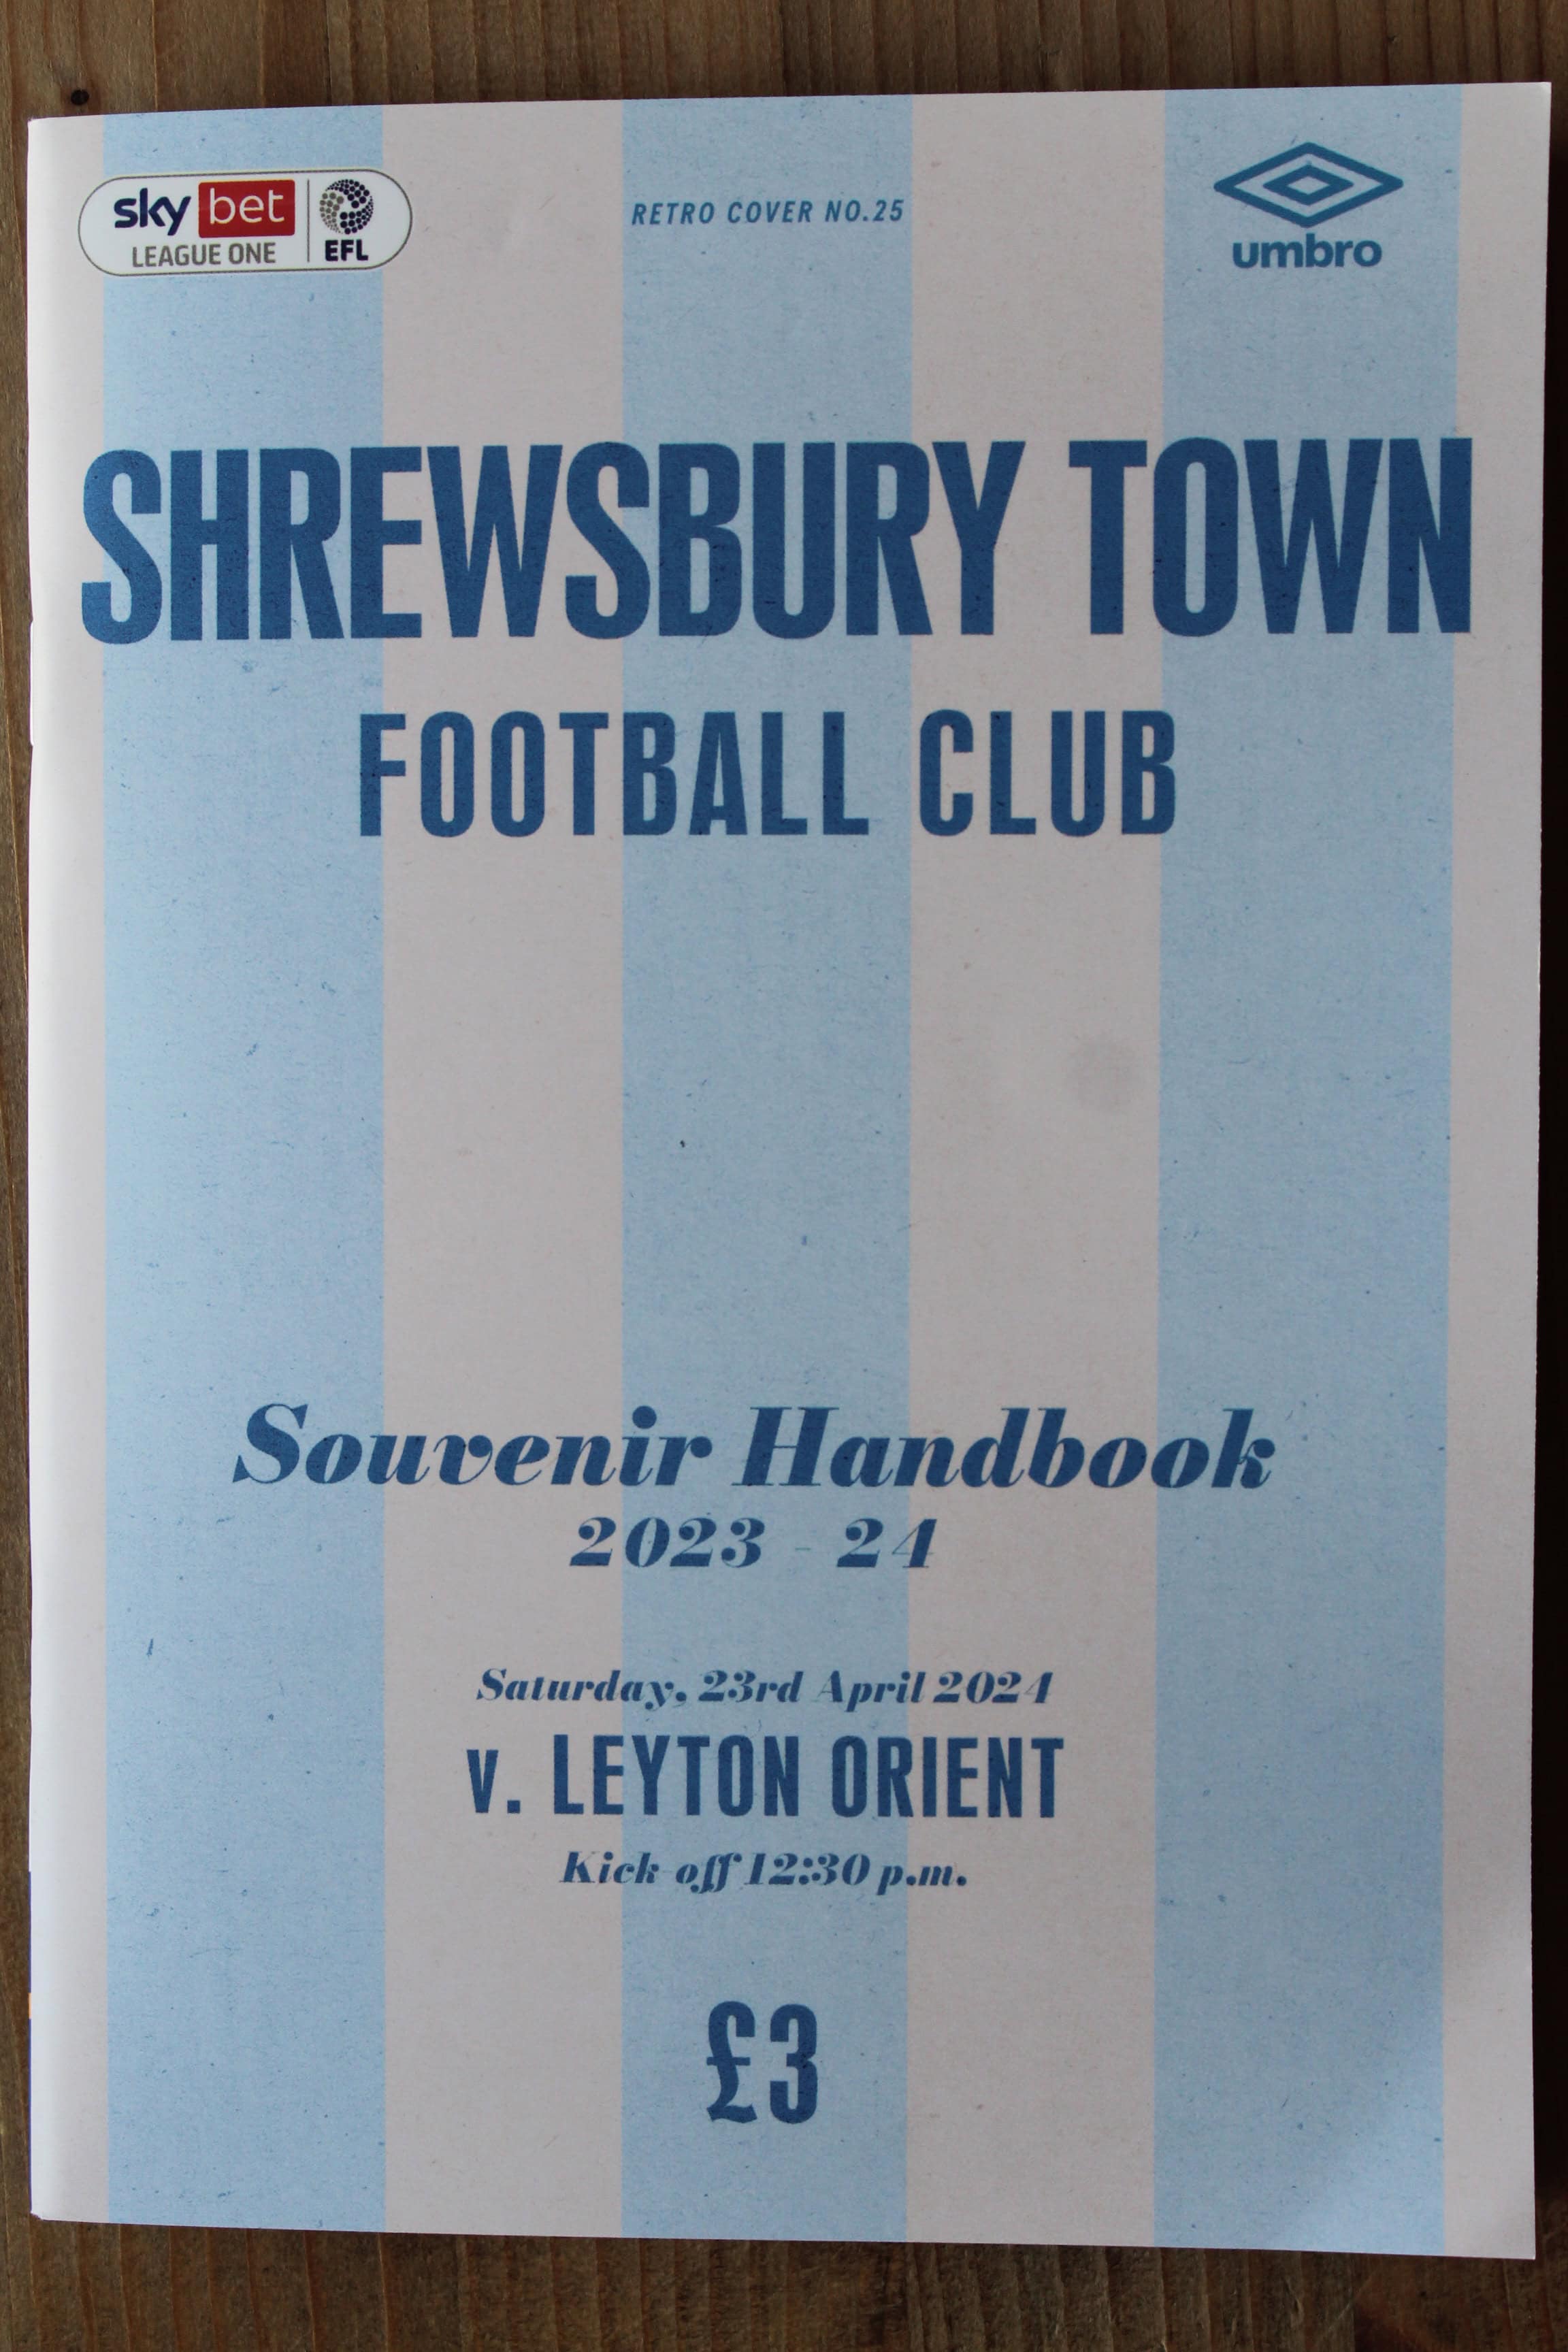 sky bet
LEAGUE ONE
EFL
RETRO COVER NO.25
umbro
SHREWSBURY TOWN
FOOTBALL CLUB
Souvenir Handbook
2023 - 24
Saturday, 23rd April 2024
v. LEYTON ORIENT
Kick-off 12:30 p.m.
£3